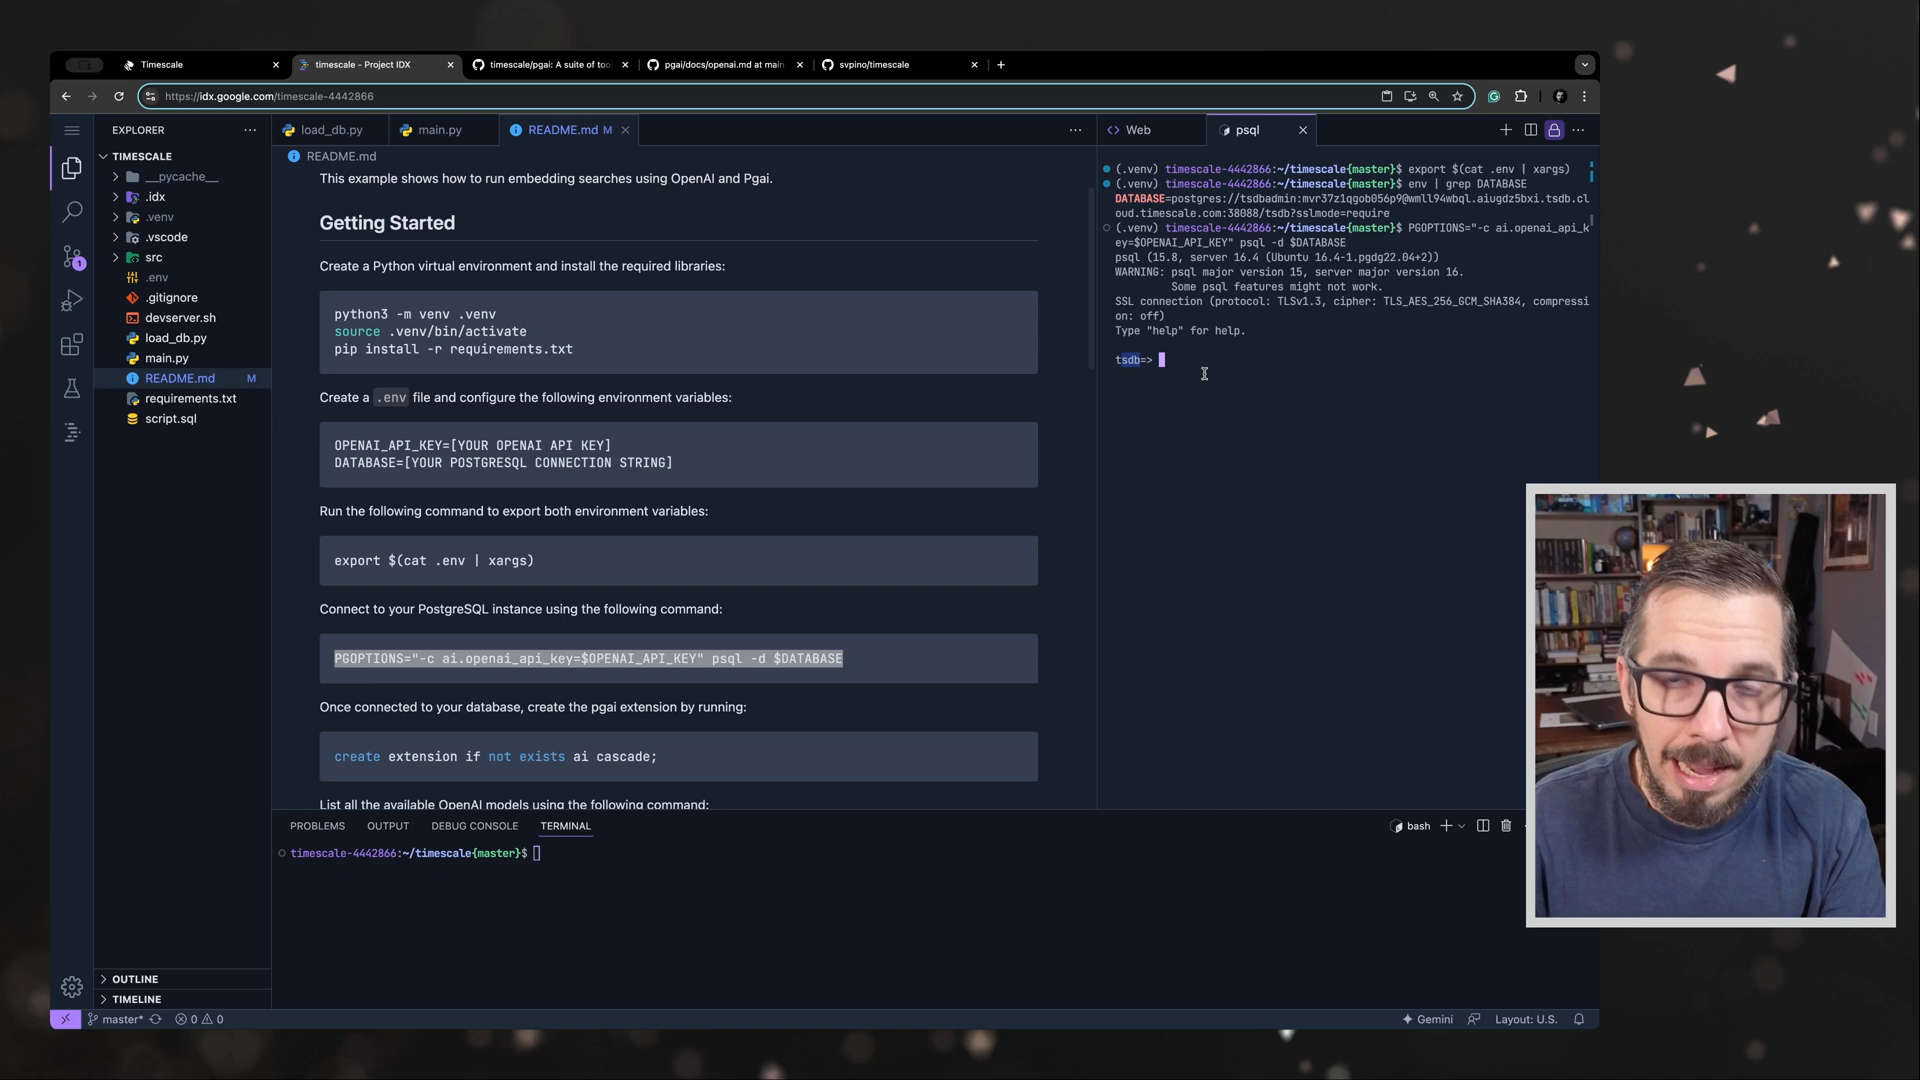 Timescale
timescale - Project IDX
timescale/pgai: A suite of too
pgai/docs/openai.md at main
svpino/timescale
https://idx.google.com/timescale-4442866
EXPLORER
TIMESCALE
__pycache__
.idx
.venv
.vscode
src
.env
.gitignore
devserver.sh
load_db.py
main.py
README.md M
requirements.txt
script.sql
OUTLINE
TIMELINE
1
load_db.py
main.py
README.md M
README.md
This example shows how to run embedding searches using OpenAI and Pgai.
Getting Started
Create a Python virtual environment and install the required libraries:
python3 -m venv .venv
source .venv/bin/activate
pip install -r requirements.txt
Create a .env file and configure the following environment variables:
OPENAI_API_KEY=[YOUR OPENAI API KEY]
DATABASE=[YOUR POSTGRESQL CONNECTION STRING]
Run the following command to export both environment variables:
export $(cat .env | xargs)
Connect to your PostgreSQL instance using the following command:
PGOPTIONS="-c ai.openai_api_key=$OPENAI_API_KEY" psql -d $DATABASE
Once connected to your database, create the pgai extension by running:
create extension if not exists ai cascade;
List all the available OpenAI models using the following command:
Web
psql
(.venv) timescale-4442866:~/timescale{master}$ export $(cat .env | xargs)
(.venv) timescale-4442866:~/timescale{master}$ env | grep DATABASE
DATABASE=postgres://tsdbadmin:mvr37z1qgob056p9@wmll94wbql.aiugdz5bxi.tsdb.cl
oud.timescale.com:38088/tsdb?sslmode=require
(.venv) timescale-4442866:~/timescale{master}$ PGOPTIONS="-c ai.openai_api_k
ey=$OPENAI_API_KEY" psql -d $DATABASE
psql (15.8, server 16.4 (Ubuntu 16.4-1.pgdg22.04+2))
WARNING: psql major version 15, server major version 16.
Some psql features might not work.
SSL connection (protocol: TLSv1.3, cipher: TLS_AES_256_GCM_SHA384, compressi
on: off)
Type "help" for help.
tsdb=>
PROBLEMS
OUTPUT
DEBUG CONSOLE
TERMINAL
bash
timescale-4442866:~/timescale{master}$
master*
0
0
Gemini
Layout: U.S.